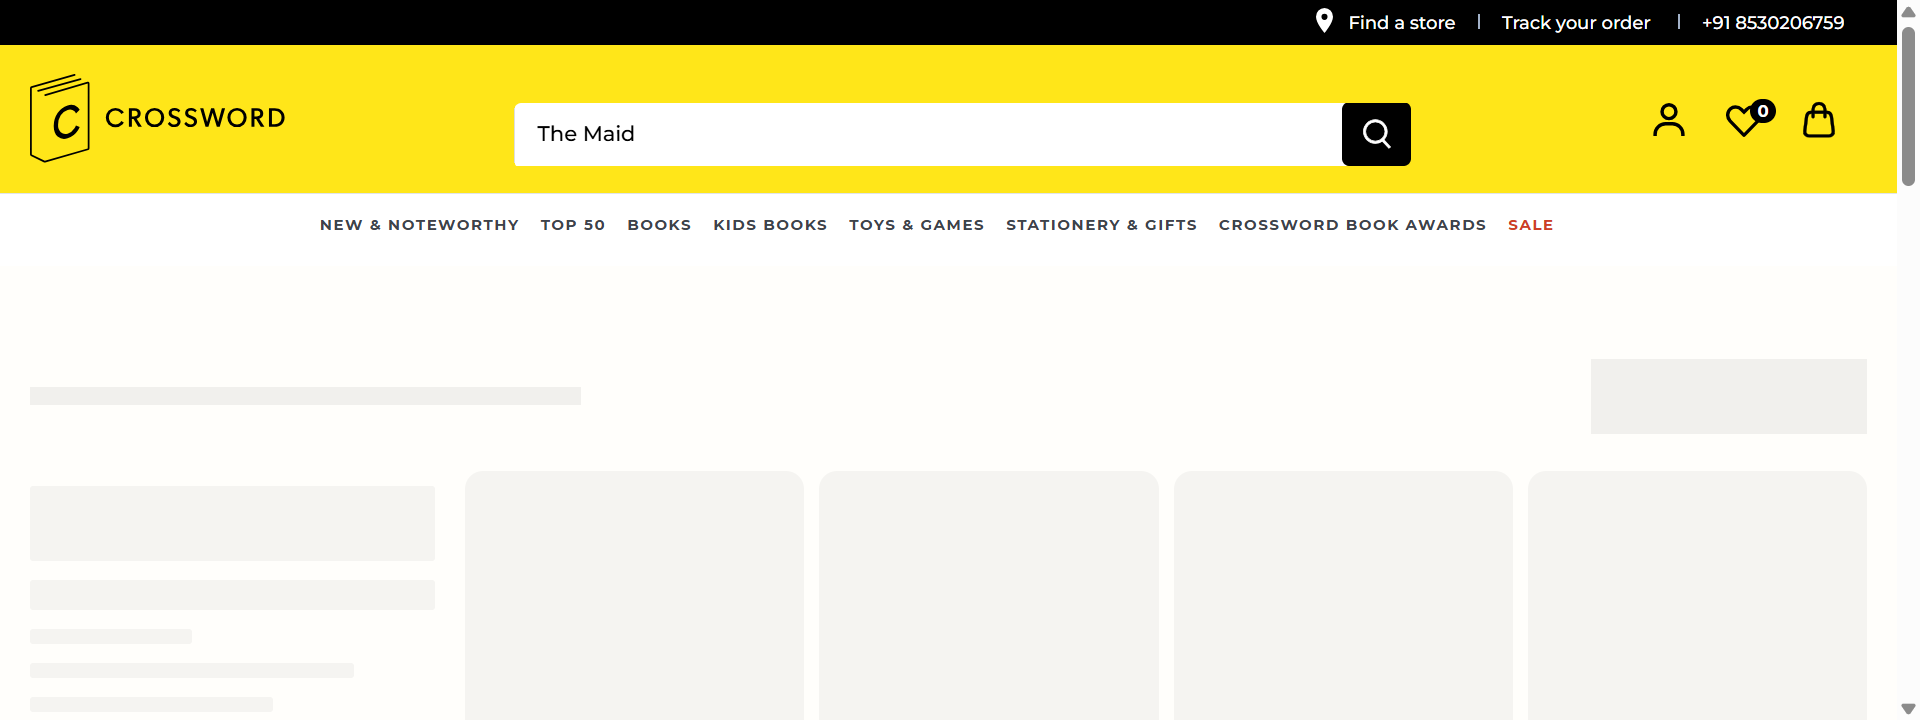 Find a store | Track your order | +91 8530206759
C CROSSWORD
The Maid
0
NEW & NOTEWORTHY TOP 50 BOOKS KIDS BOOKS TOYS & GAMES STATIONERY & GIFTS CROSSWORD BOOK AWARDS SALE